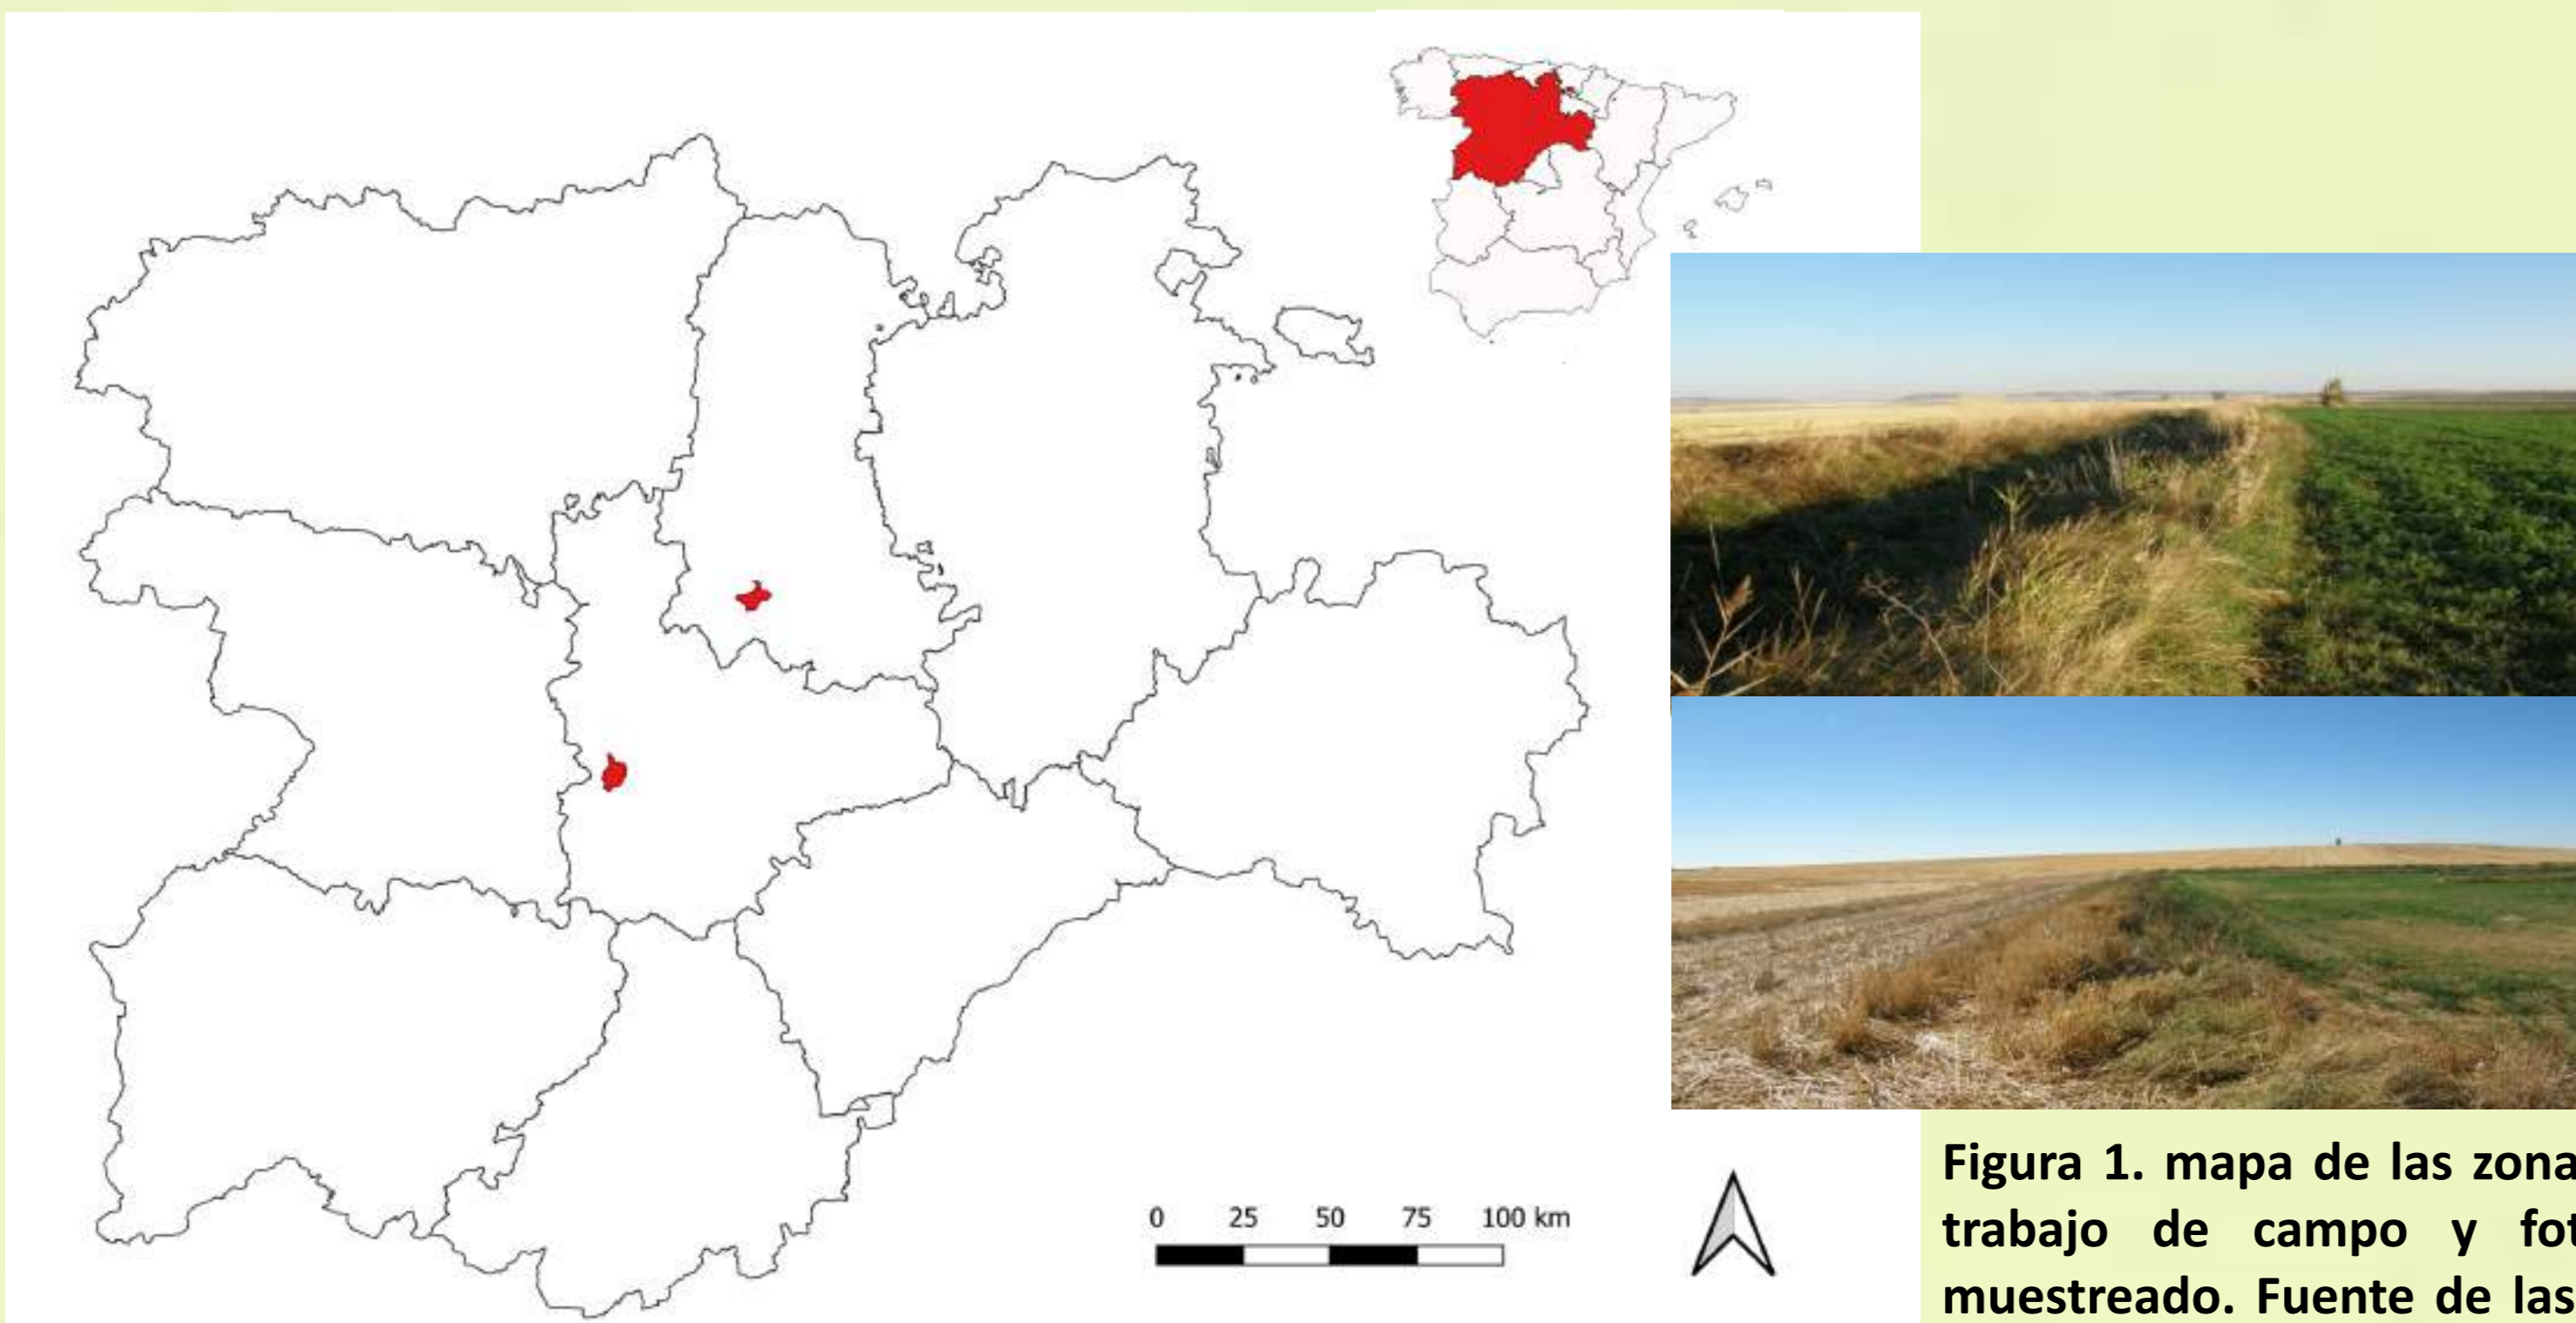 0 25 50 75 100 km
Figura 1. mapa de las zona
trabajo de campo y fot
muestreado. Fuente de las